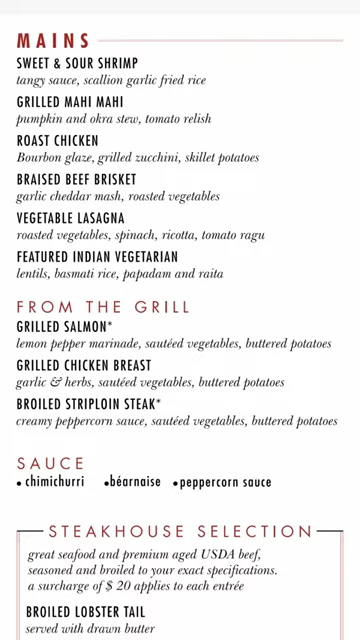 MAINS
SWEET & SOUR SHRIMP
tangy sauce, scallion garlic fried rice
GRILLED MAHI MAHI
pumpkin and okra stew, tomato relish
ROAST CHICKEN
Bourbon glaze, grilled zucchini, skillet potatoes
BRAISED BEEF BRISKET
garlic cheddar mash, roasted vegetables
VEGETABLE LASAGNA
roasted vegetables, spinach, ricotta, tomato ragu
FEATURED INDIAN VEGETARIAN
lentils, basmati rice, papadam and raita
FROM THE GRILL
GRILLED SALMON*
lemon pepper marinade, sautéed vegetables, buttered potatoes
GRILLED CHICKEN BREAST
garlic & herbs, sautéed vegetables, buttered potatoes
BROILED STRIPLOIN STEAK*
creamy peppercorn sauce, sautéed vegetables, buttered potatoes
SAUCE
• chimichurri •béarnaise •peppercorn sauce
STEAKHOUSE SELECTION
great seafood and premium aged USDA beef,
seasoned and broiled to your exact specifications.
a surcharge of $ 20 applies to each entrée
BROILED LOBSTER TAIL
served with drawn butter